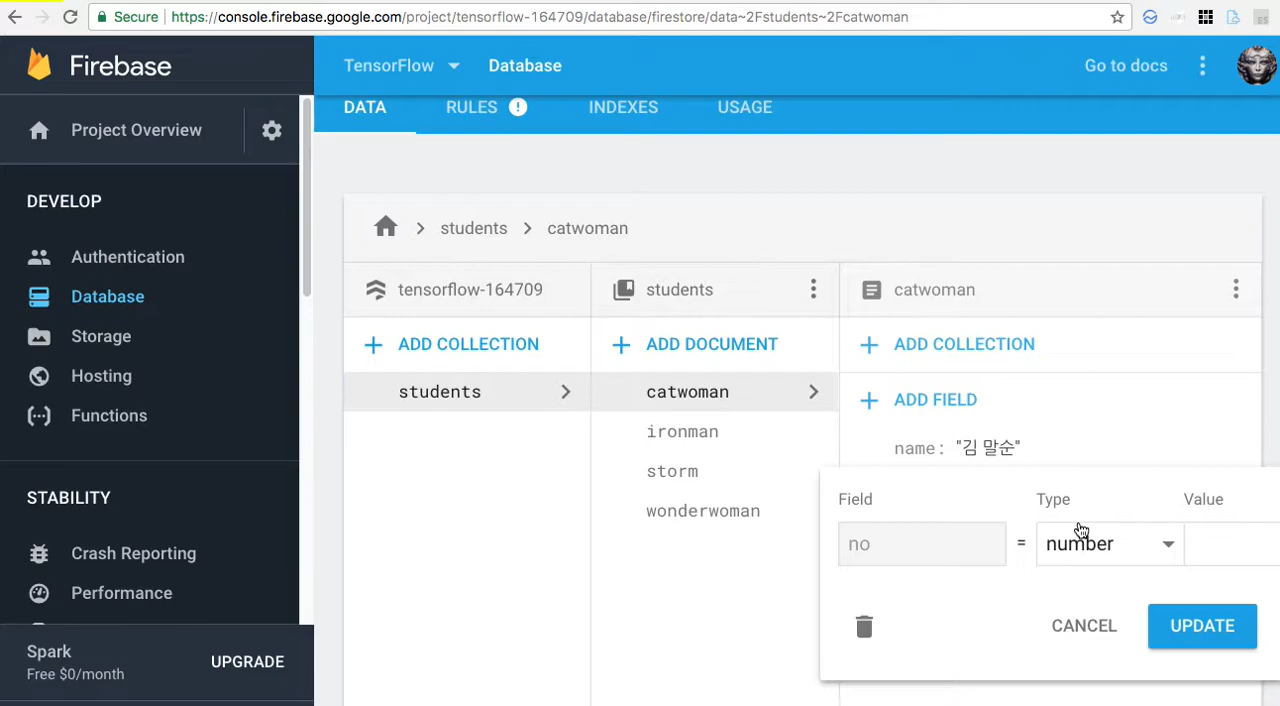 Secure https://console.firebase.google.com/project/tensorflow-164709/database/firestore/data~2Fstudents~2Fcatwoman
Firebase
TensorFlow Database Go to docs
Project Overview
DATA RULES ! INDEXES USAGE
DEVELOP
Authentication
Database
Storage
Hosting
Functions
STABILITY
Crash Reporting
Performance
Spark
Free $0/month
UPGRADE
students catwoman
tensorflow-164709 students catwoman
ADD COLLECTION ADD DOCUMENT ADD COLLECTION
students catwoman ADD FIELD
ironman
name: "김 말순"
storm
wonderwoman
Field Type Value
no = number
CANCEL UPDATE